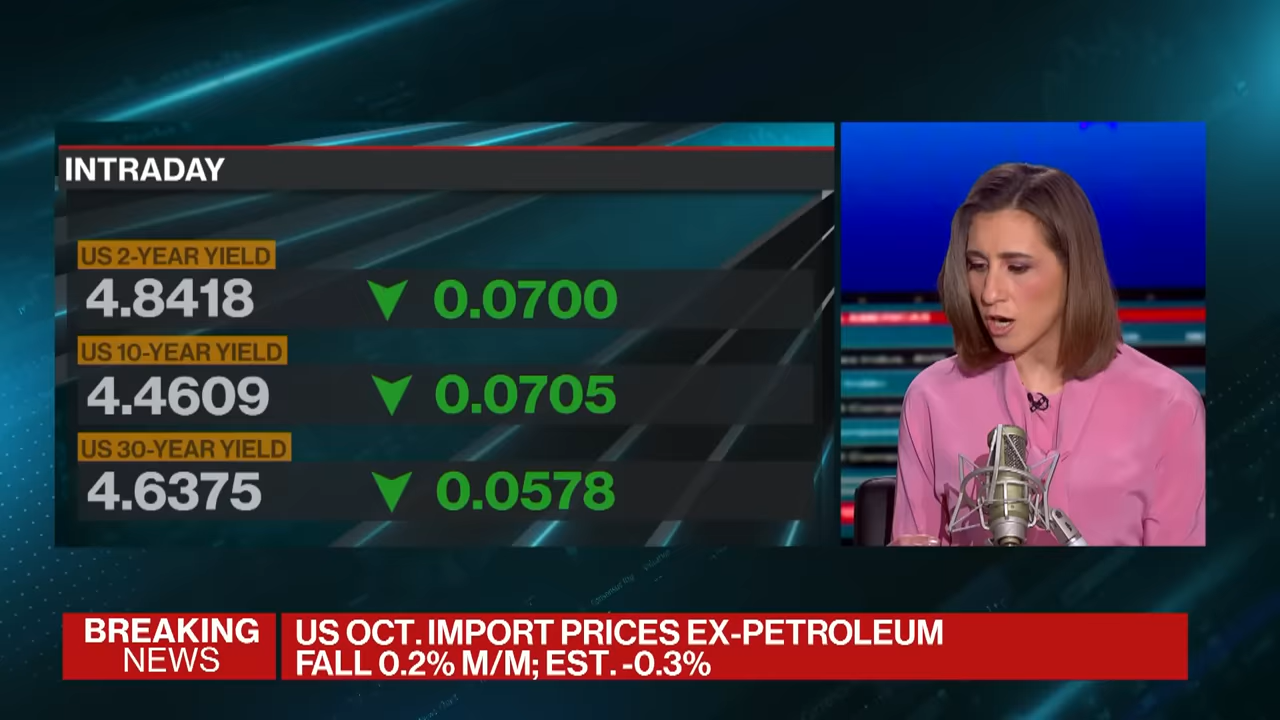 INTRADAY
US 2-YEAR YIELD
4.8418 ▼ 0.0700
US 10-YEAR YIELD
4.4609 ▼ 0.0705
US 30-YEAR YIELD
4.6375 ▼ 0.0578
BREAKING
NEWS
US OCT. IMPORT PRICES EX-PETROLEUM
FALL 0.2% M/M; EST. -0.3%